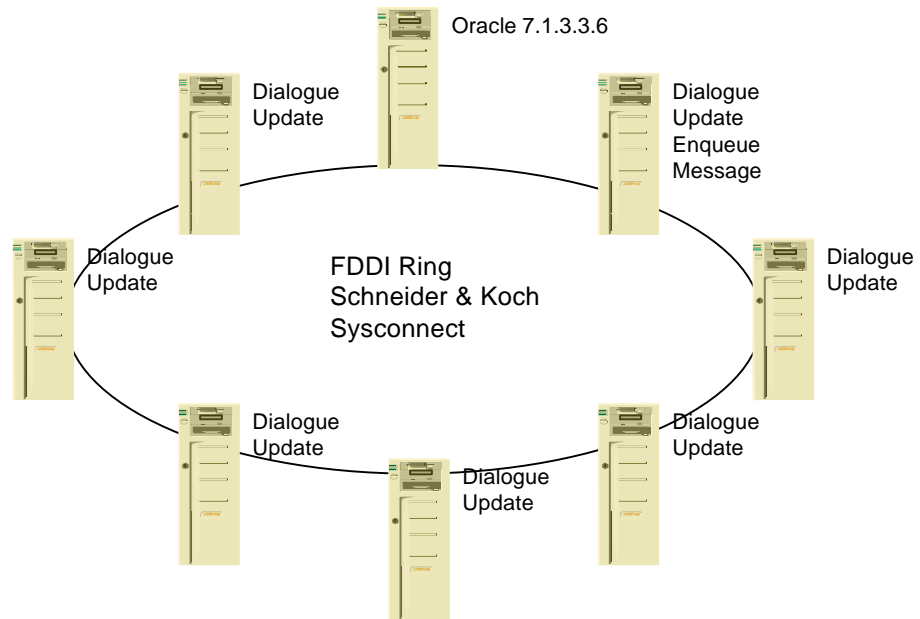 Oracle 7.1.3.3.6
Dialogue
Update
Dialogue
Update
Enqueue
Message
Dialogue
Update
Dialogue
Update
FDDI Ring
Schneider & Koch
Sysconnect
Dialogue
Update
Dialogue
Update
Dialogue
Update